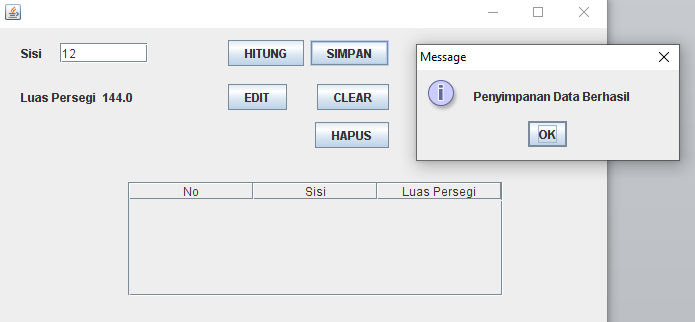 Sisi 12 HITUNG SIMPAN
Luas Persegi 144.0 EDIT CLEAR
HAPUS
Message
i
Penyimpanan Data Berhasil
OK
No Sisi Luas Persegi